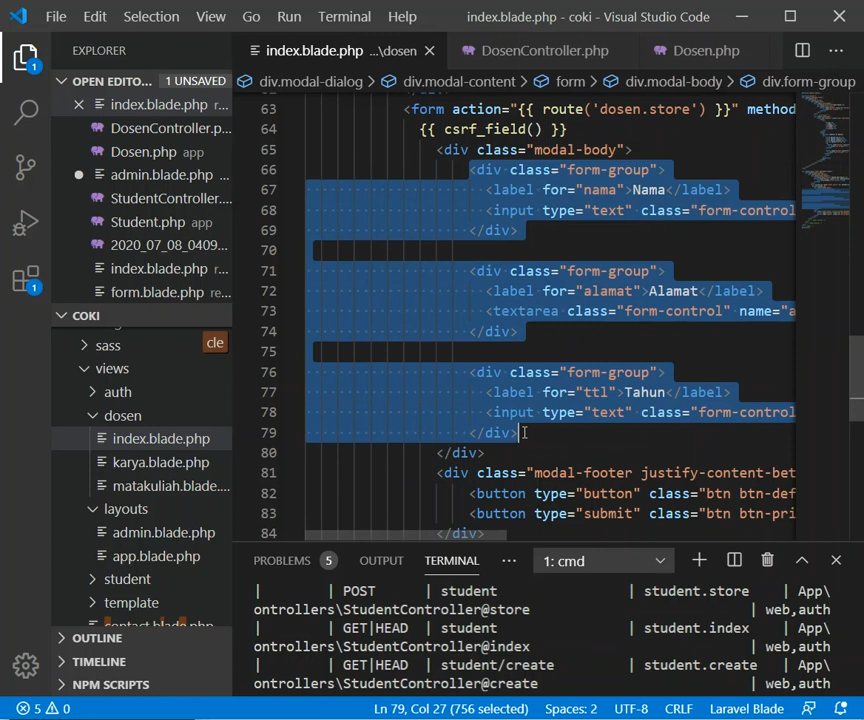 File Edit Selection View Go Run Terminal Help index.blade.php - coki - Visual Studio Code
EXPLORER
index.blade.php ...\dosen
DosenController.php
Dosen.php
OPEN EDITO... 1 UNSAVED
index.blade.php r...
DosenController.p...
Dosen.php app
admin.blade.php r...
StudentController...
Student.php app
2020_07_08_0409...
index.blade.php r...
form.blade.php re...
COKI
sass
cle
views
auth
dosen
index.blade.php
karya.blade.php
matakuliah.blade....
layouts
admin.blade.php
app.blade.php
student
template
contact.blade.php
OUTLINE
TIMELINE
NPM SCRIPTS
1
1
div.modal-dialog > div.modal-content > form > div.modal-body > div.form-group
63 <form action="{{ route('dosen.store') }}" method
64 {{ csrf_field() }}
65 <div class="modal-body">
66 <div class="form-group">
67 <label for="nama">Nama</label>
68 <input type="text" class="form-control
69 </div>
70
71 <div class="form-group">
72 <label for="alamat">Alamat</label>
73 <textarea class="form-control" name="a
74 </div>
75
76 <div class="form-group">
77 <label for="ttl">Tahun</label>
78 <input type="text" class="form-control
79 </div>
80 </div>
81 <div class="modal-footer justify-content-bet
82 <button type="button" class="btn btn-def
83 <button type="submit" class="btn btn-pri
84 </div>
PROBLEMS 5 OUTPUT TERMINAL ... 1: cmd
| | POST | student | student.store | App\
ontrollers\StudentController@store | web,auth
| | GET|HEAD | student | student.index | App\
ontrollers\StudentController@index | web,auth
| | GET|HEAD | student/create | student.create | App\
ontrollers\StudentController@create | web,auth
5 0 Ln 79, Col 27 (756 selected) Spaces: 2 UTF-8 CRLF Laravel Blade